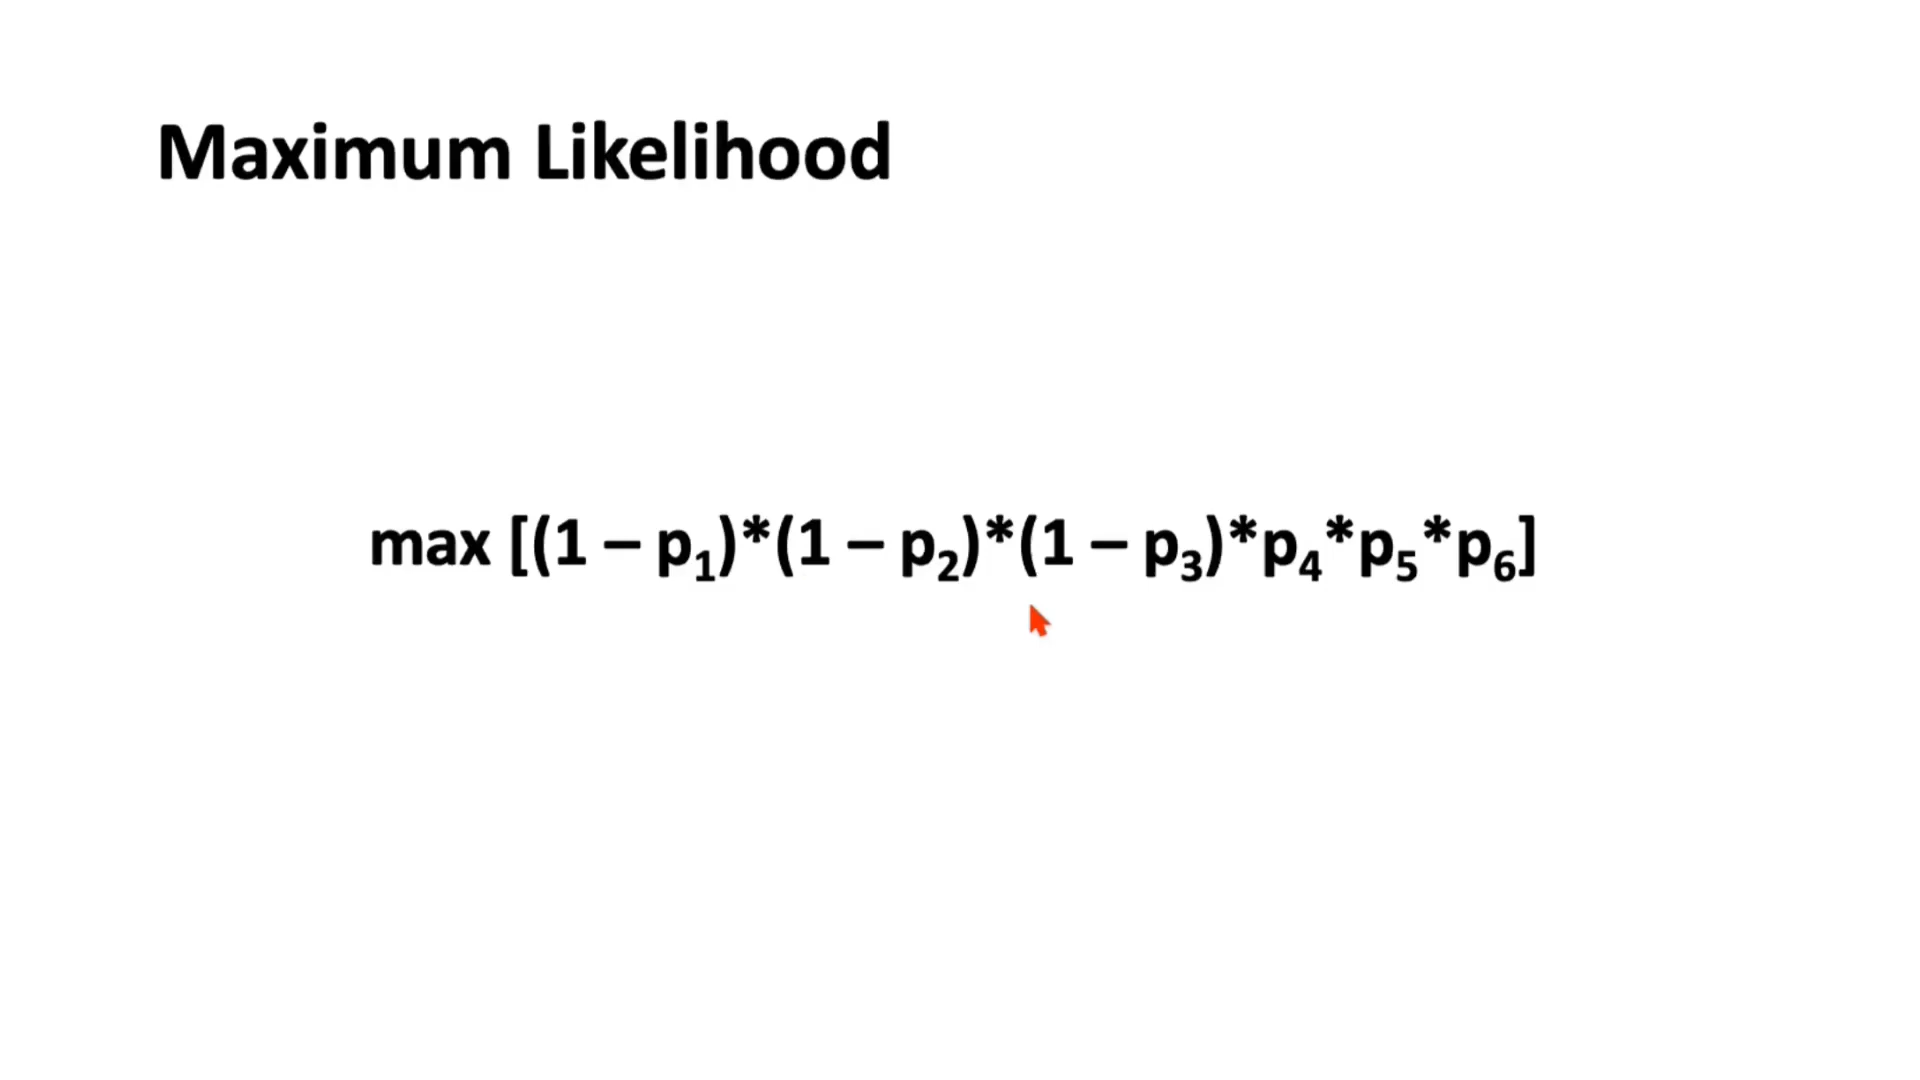 Maximum Likelihood
max [(1 – p₁)*(1 – p₂)*(1 – p₃)*p₄*p₅*p₆]